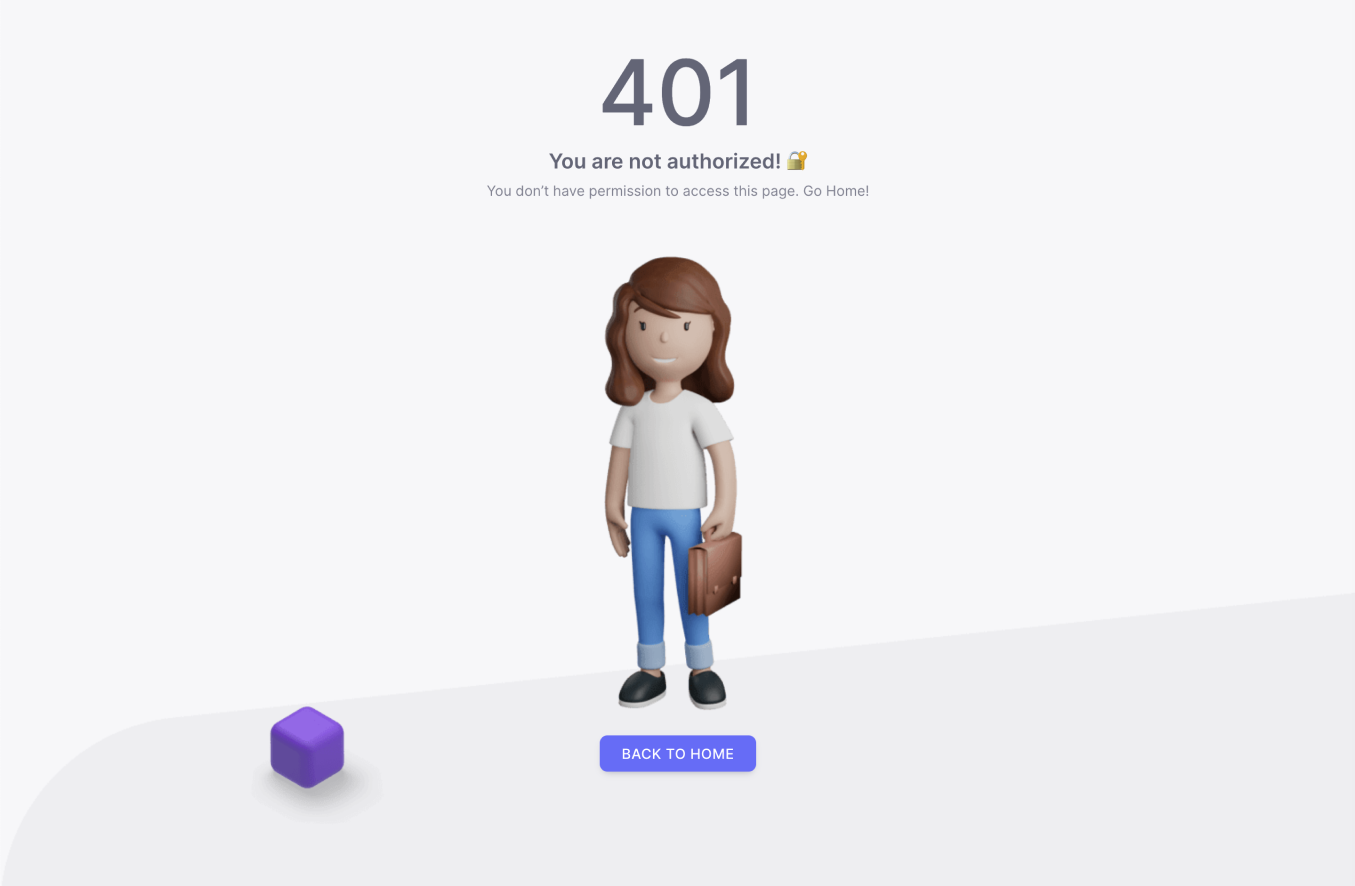 401
You are not authorized! 🔐
You don’t have permission to access this page. Go Home!
BACK TO HOME